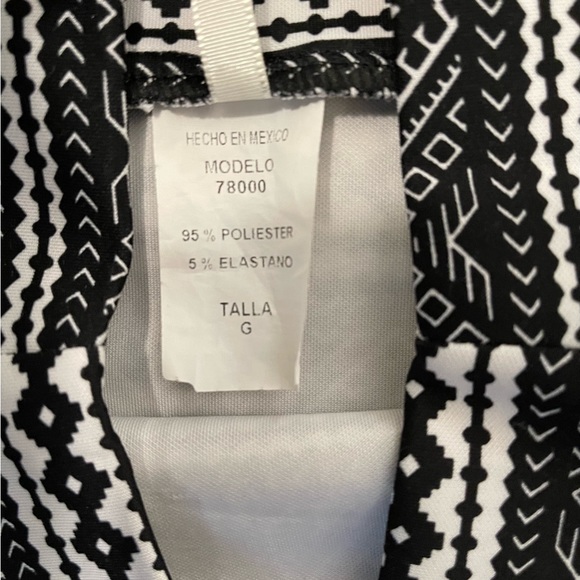 HECHO EN MEXICO
MODELO
78000
95 % POLIESTER
5 % ELASTANO
TALLA
G